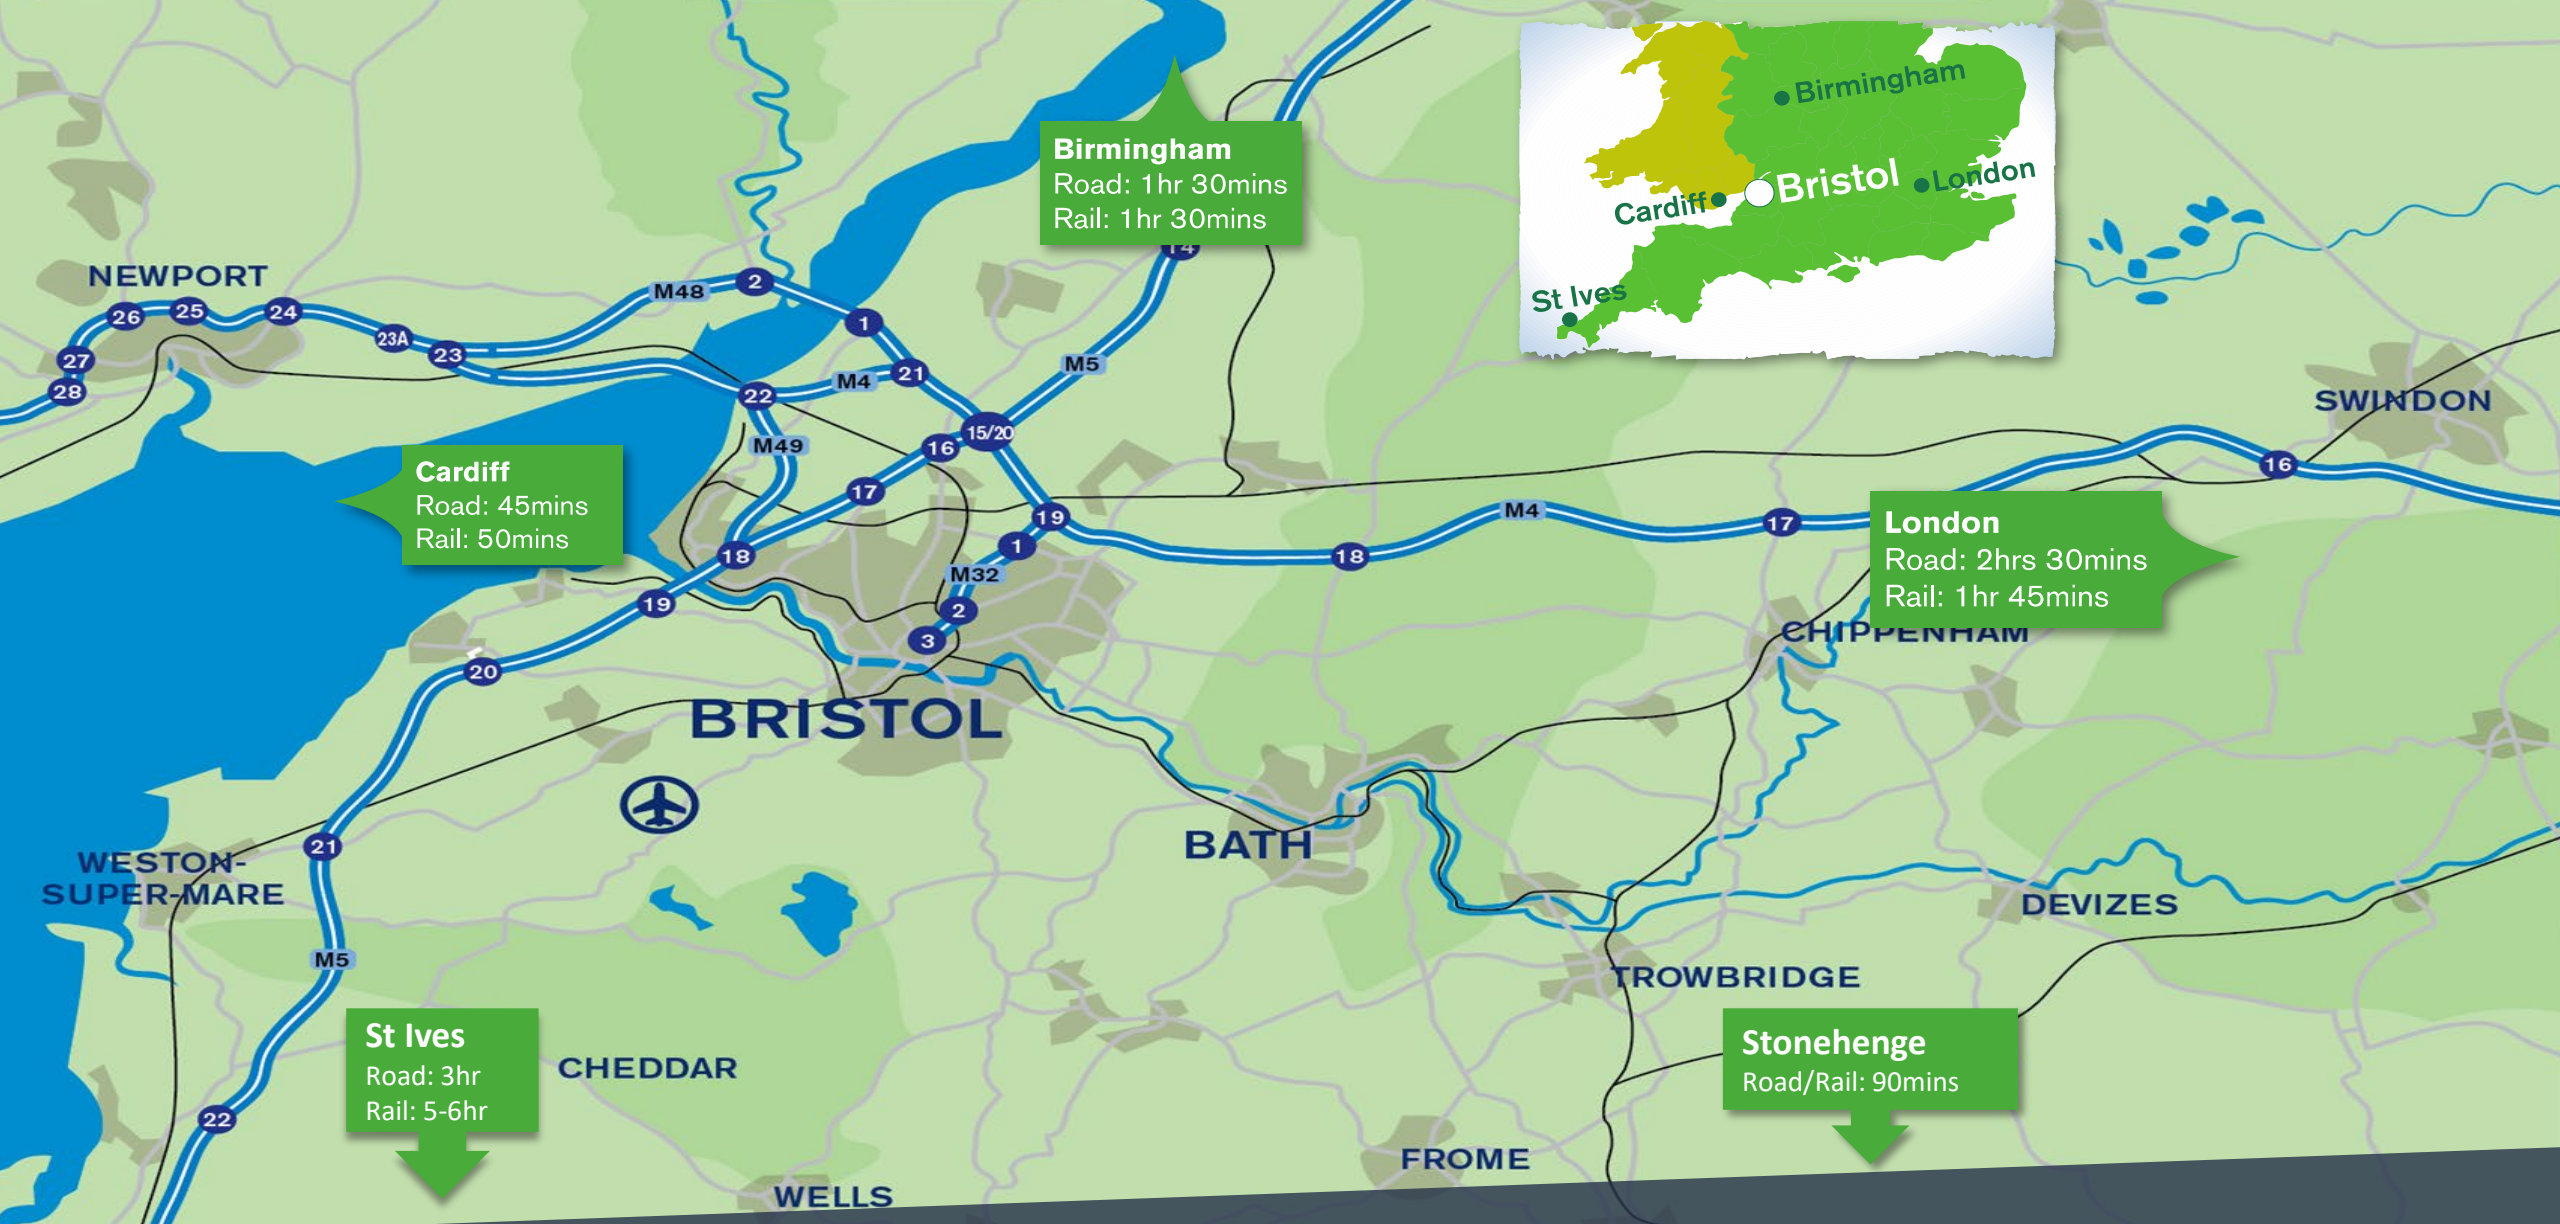 Birmingham
Bristol
London
Cardiff
St Ives
Birmingham
Road: 1hr 30mins
Rail: 1hr 30mins
14
NEWPORT
26
25
24
23A
23
27
28
M48
2
1
M5
M4
21
22
15/20
16
M49
17
SWINDON
16
Cardiff
Road: 45mins
Rail: 50mins
19
1
M4
17
18
18
M32
2
3
19
20
London
Road: 2hrs 30mins
Rail: 1hr 45mins
CHIPPENHAM
BRISTOL
BATH
21
WESTON-
SUPER-MARE
M5
DEVIZES
TROWBRIDGE
St Ives
Road: 3hr
Rail: 5-6hr
CHEDDAR
Stonehenge
Road/Rail: 90mins
22
FROME
WELLS